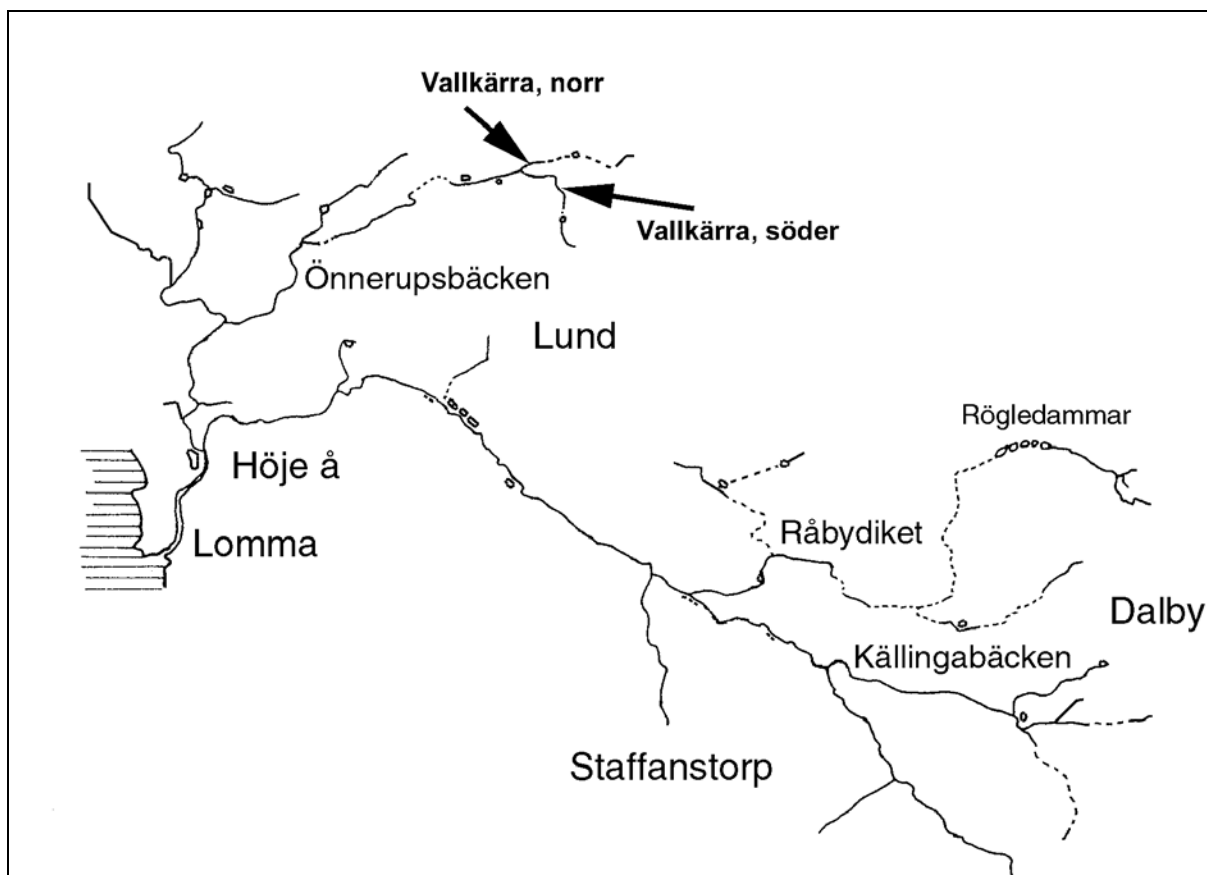 Vallkärra, norr
Vallkärra, söder
Önnerupsbäcken
Lund
Rögledammar
Höje å
Råbydiket
Lomma
Dalby
Källingabäcken
Staffanstorp